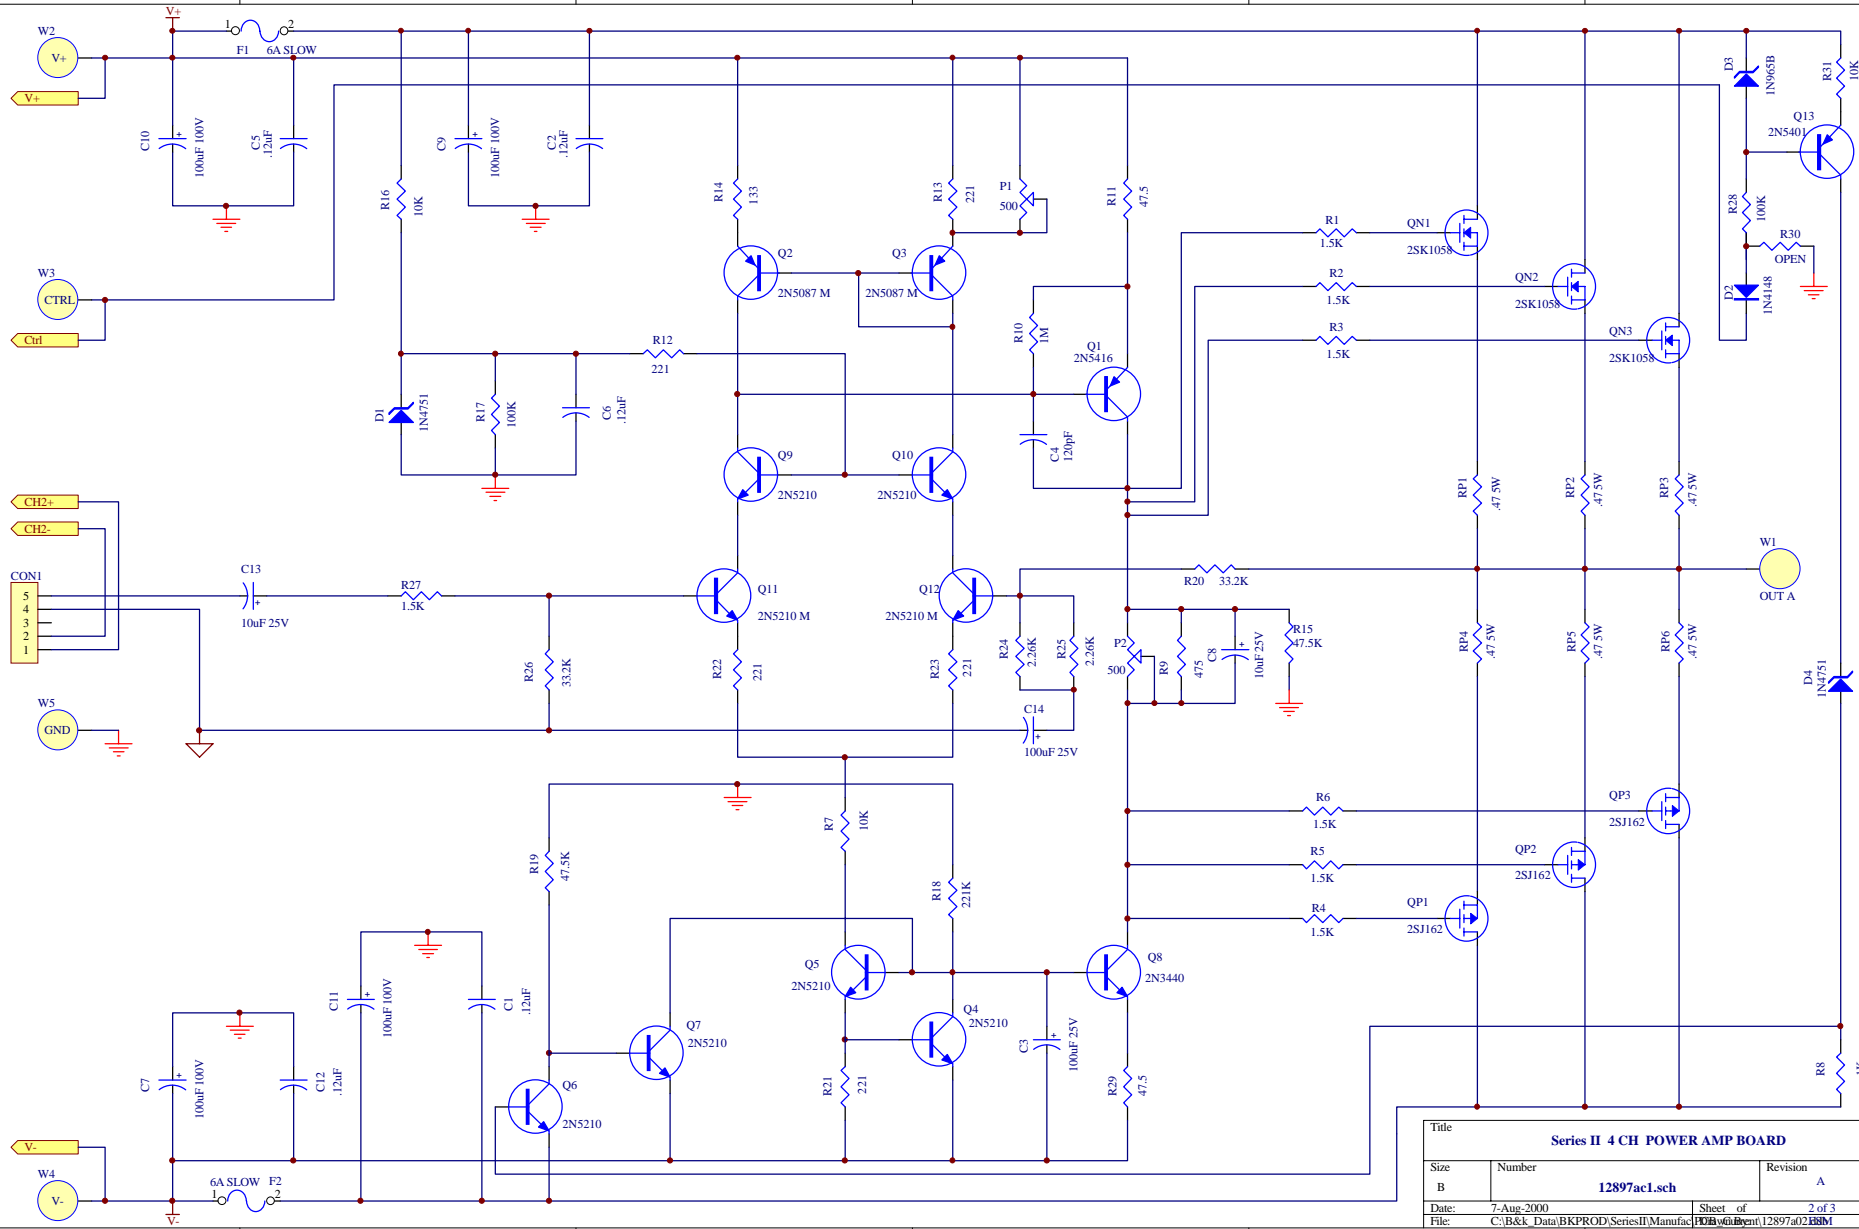 V+
W2
V+
V+
1
2
F1 6A SLOW
C10
100uF 100V
C5
.12uF
C9
100uF 100V
C2
.12uF
R16
10K
R14
133
R13
221
P1
500
R11
47.5
D3
1N965B
R31
10K
Q13
2N5401
R28
100K
R30
OPEN
D2
1N4148
W3
CTRL
Ctrl
Q2
2N5087 M
Q3
2N5087 M
R10
1M
Q1
2N5416
R1
1.5K
R2
1.5K
R3
1.5K
QN1
2SK1058
QN2
2SK1058
QN3
2SK1058
R12
221
D1
1N4751
R17
100K
C6
.12uF
C4
120pF
Q9
2N5210
Q10
2N5210
RP1
.47 5W
RP2
.47 5W
RP3
.47 5W
CH2+
CH2-
CON1
5
4
3
2
1
C13
10uF 25V
R27
1.5K
Q11
2N5210 M
Q12
2N5210 M
R20 33.2K
W1
OUT A
R26
33.2K
R22
221
R23
221
R24
2.26K
R25
2.26K
P2
500
R9
475
C8
10uF 25V
R15
47.5K
RP4
.47 5W
RP5
.47 5W
RP6
.47 5W
D4
1N4751
W5
GND
C14
100uF 25V
R19
47.5K
R7
10K
R18
221K
R6
1.5K
R5
1.5K
R4
1.5K
QP3
2SJ162
QP2
2SJ162
QP1
2SJ162
Q5
2N5210
Q8
2N3440
Q4
2N5210
C11
100uF 100V
C1
.12uF
Q7
2N5210
C3
100uF 25V
C7
100uF 100V
C12
.12uF
Q6
2N5210
R21
221
R29
47.5
R8
V-
W4
V-
6A SLOW F2
1
2
V-
Title
Series II 4 CH POWER AMP BOARD
Size
Number
Revision
B
12897ac1.sch
A
Date:
7-Aug-2000
Sheet of
2 of 3
File:
C:\B&k_Data\BKPROD\SeriesII\Manufac